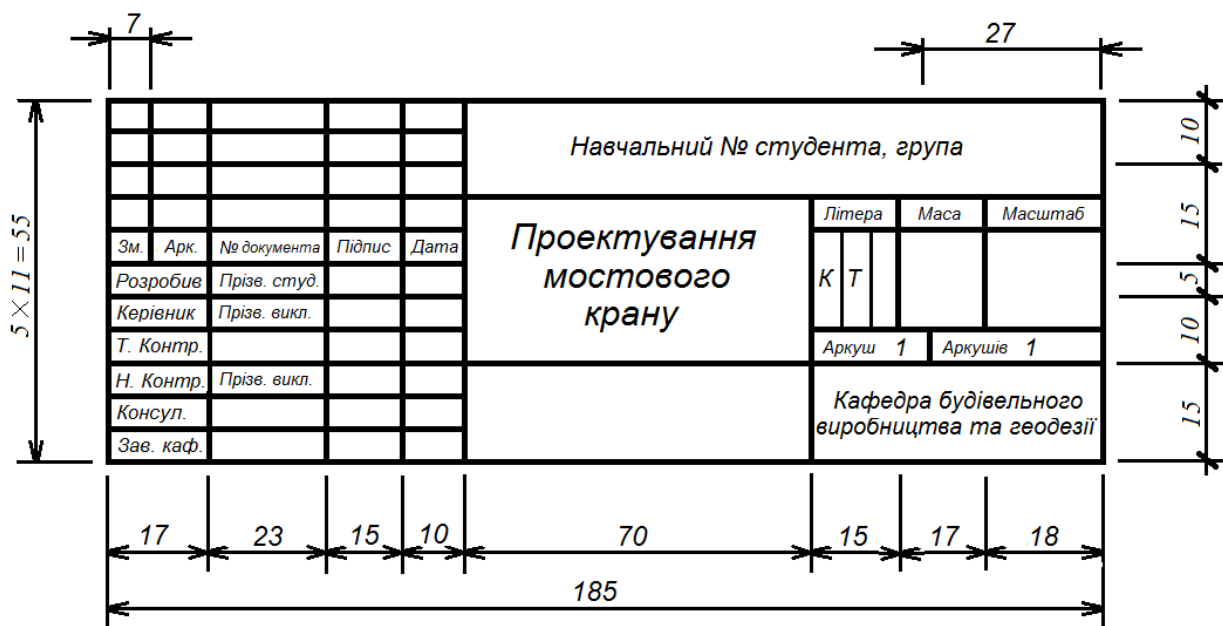 7
27
Навчальний № студента, група
10
Літера Маса Масштаб
15
Проектування
мостового
крану
Зм. Арк. № документа Підпис Дата
5 × 11 = 55
Розробив Прізв. студ.
К Т
5
Керівник Прізв. викл.
10
Т. Контр.
Аркуш 1 Аркушів 1
Н. Контр. Прізв. викл.
Кафедра будівельного
виробництва та геодезії
15
Консул.
Зав. каф.
17 23 15 10 70 15 17 18
185